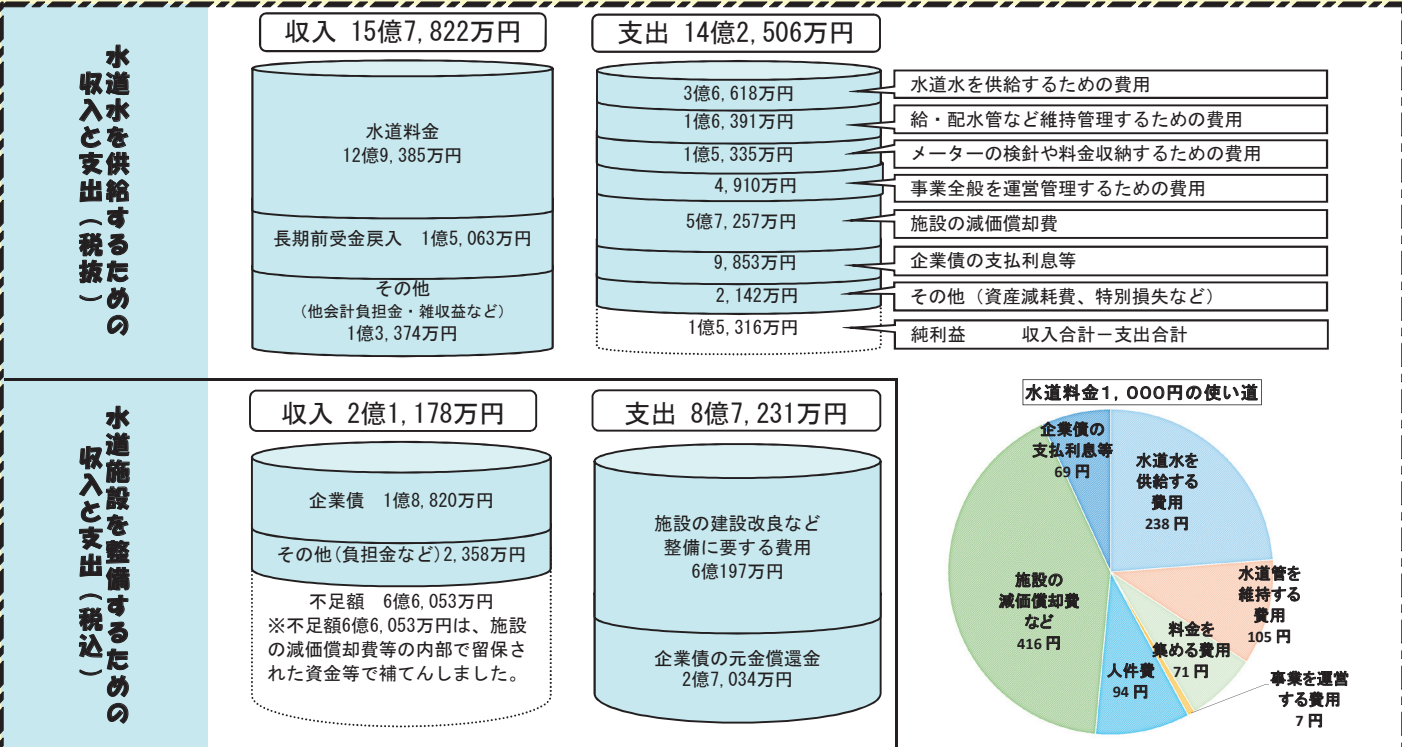 水道水を供給するための
収入と支出（税抜）
収入 15億7,822万円
水道料金
12億9,385万円
長期前受金戻入 1億5,063万円
その他
（他会計負担金・雑収益など）
1億3,374万円
支出 14億2,506万円
3億6,618万円
水道水を供給するための費用
1億6,391万円
給・配水管など維持管理するための費用
1億5,335万円
メーターの検針や料金収納するための費用
4,910万円
事業全般を運営管理するための費用
5億7,257万円
施設の減価償却費
9,853万円
企業債の支払利息等
2,142万円
その他（資産減耗費、特別損失など）
1億5,316万円
純利益 収入合計－支出合計
水道施設を整備するための
収入と支出（税込）
収入 2億1,178万円
企業債 1億8,820万円
その他(負担金など)2,358万円
不足額 6億6,053万円
※不足額6億6,053万円は、施設
の減価償却費等の内部で留保さ
れた資金等で補てんしました。
支出 8億7,231万円
施設の建設改良など
整備に要する費用
6億197万円
企業債の元金償還金
2億7,034万円
水道料金1,000円の使い道
企業債の
支払利息等
69 円
水道水を
供給する
費用
238 円
水道管を
維持する
費用
105 円
料金を
集める費用
71 円
事業を運営
する費用
7 円
人件費
94 円
施設の
減価償却費
など
416 円